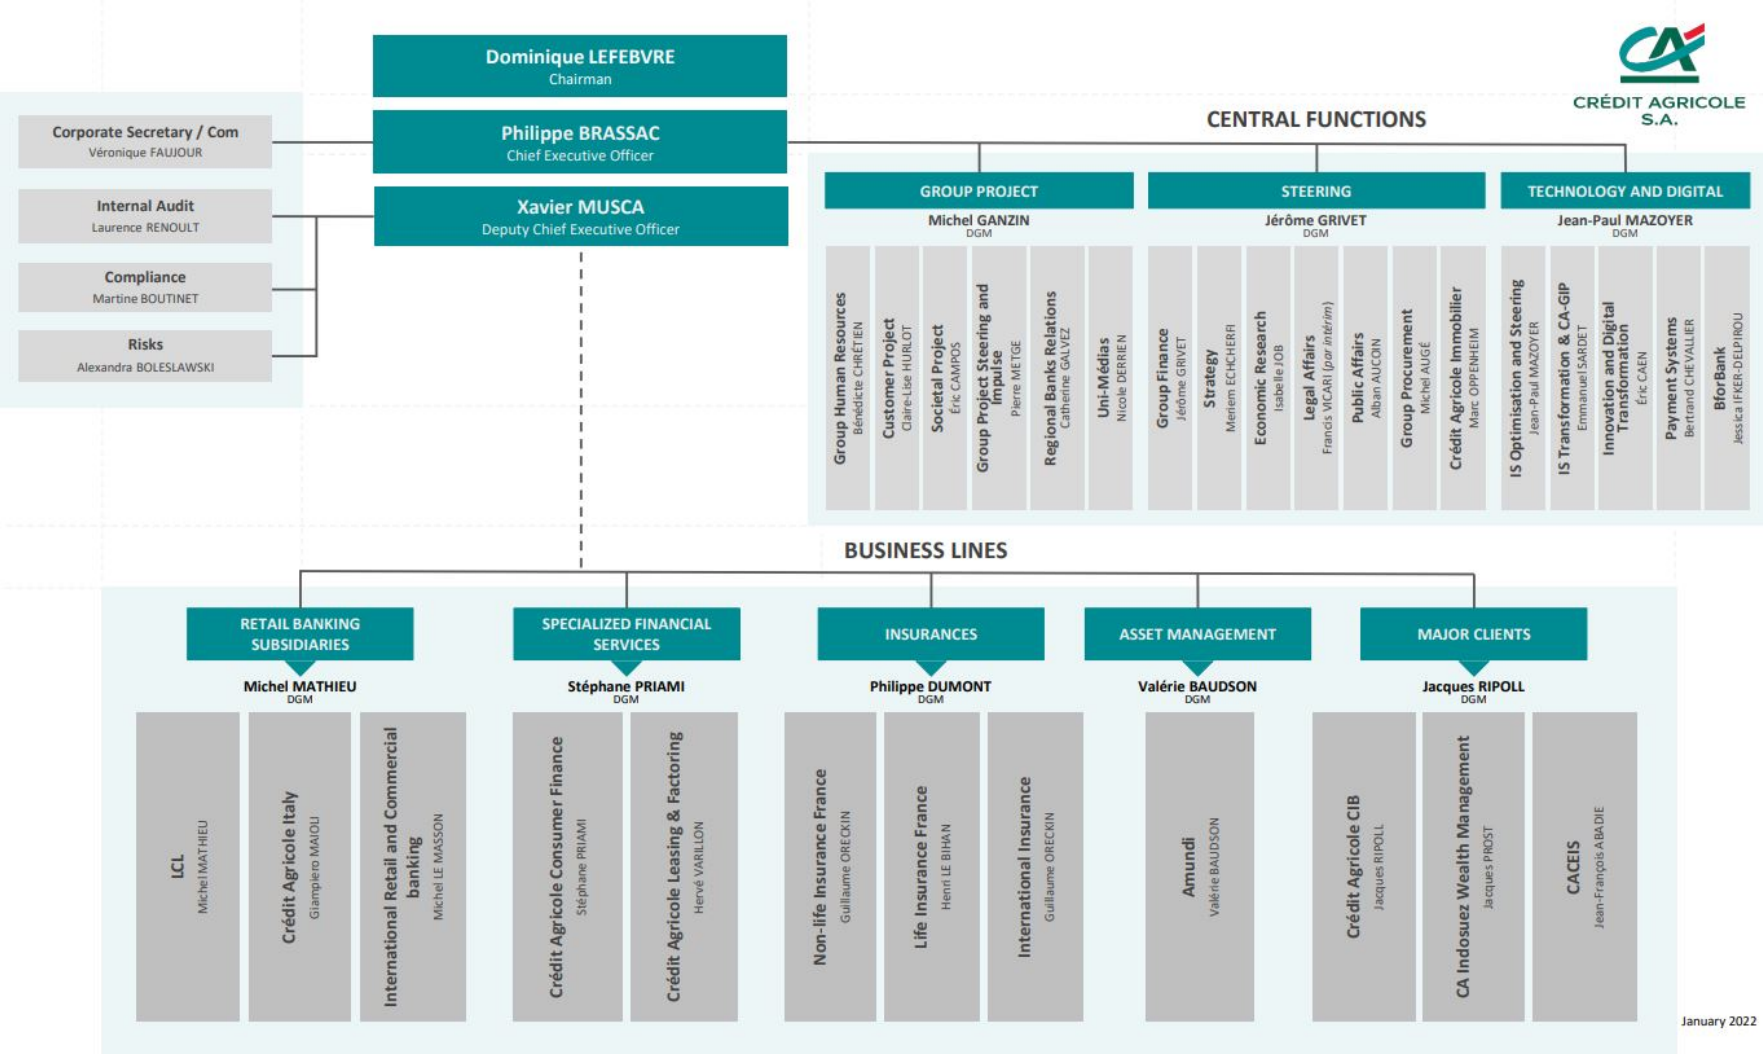 Dominique LEFEBVRE
Chairman
CRÉDIT AGRICOLE
S.A.
Philippe BRASSAC
Chief Executive Officer
Xavier MUSCA
Deputy Chief Executive Officer
Corporate Secretary / Com
Véronique FAUJOUR
Internal Audit
Laurence RENOULT
Compliance
Martine BOUTINET
Risks
Alexandra BOLESLAWSKI
CENTRAL FUNCTIONS
GROUP PROJECT
Michel GANZIN
DGM
Group Human Resources
Bénédicte CHRÉTIEN
Customer Project
Claire-Lise HURLOT
Societal Project
Éric CAMPOS
Group Project Steering and
Impulse
Pierre METGE
Regional Banks Relations
Catherine GALVEZ
Uni-Médias
Nicole DERRIEN
STEERING
Jérôme GRIVET
DGM
Group Finance
Jérôme GRIVET
Strategy
Meriem ECHCHERFI
Economic Research
Isabelle JOB
Legal Affairs
Francis VICARI (par intérim)
Public Affairs
Alban AUCOIN
Group Procurement
Michel AUGÉ
Crédit Agricole Immobilier
Marc OPPENHEIM
TECHNOLOGY AND DIGITAL
Jean-Paul MAZOYER
DGM
IS Optimisation and Steering
Jean-Paul MAZOYER
IS Transformation & CA-GIP
Emmanuel SARDET
Innovation and Digital
Transformation
Éric CAEN
Payment Systems
Bertrand CHEVALLIER
BforBank
Jessica IFKER-DELPIROU
BUSINESS LINES
RETAIL BANKING
SUBSIDIARIES
Michel MATHIEU
DGM
LCL
Michel MATHIEU
Crédit Agricole Italy
Giampiero MAIOLI
International Retail and Commercial
banking
Michel LE MASSON
SPECIALIZED FINANCIAL
SERVICES
Stéphane PRIAMI
DGM
Crédit Agricole Consumer Finance
Stéphane PRIAMI
Crédit Agricole Leasing & Factoring
Hervé VARILLON
INSURANCES
Philippe DUMONT
DGM
Non-life Insurance France
Guillaume ORECKIN
Life Insurance France
Henri LE BIHAN
International Insurance
Guillaume ORECKIN
ASSET MANAGEMENT
Valérie BAUDSON
DGM
Amundi
Valérie BAUDSON
MAJOR CLIENTS
Jacques RIPOLL
DGM
Crédit Agricole CIB
Jacques RIPOLL
CA Indosuez Wealth Management
Jacques PROST
CACEIS
Jean-François ABADIE
January 2022